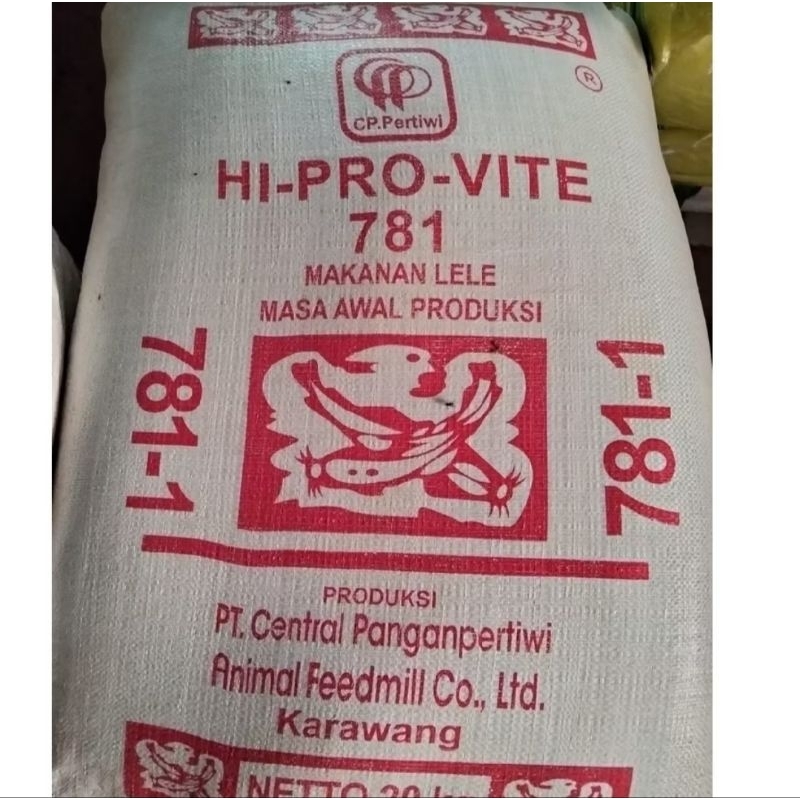 CP.Pertiwi
®
HI-PRO-VITE
781
MAKANAN LELE
MASA AWAL PRODUKSI
781-1
781-1
PRODUKSI
PT. Central Panganpertiwi
Animal Feedmill Co., Ltd.
Karawang
NETTO